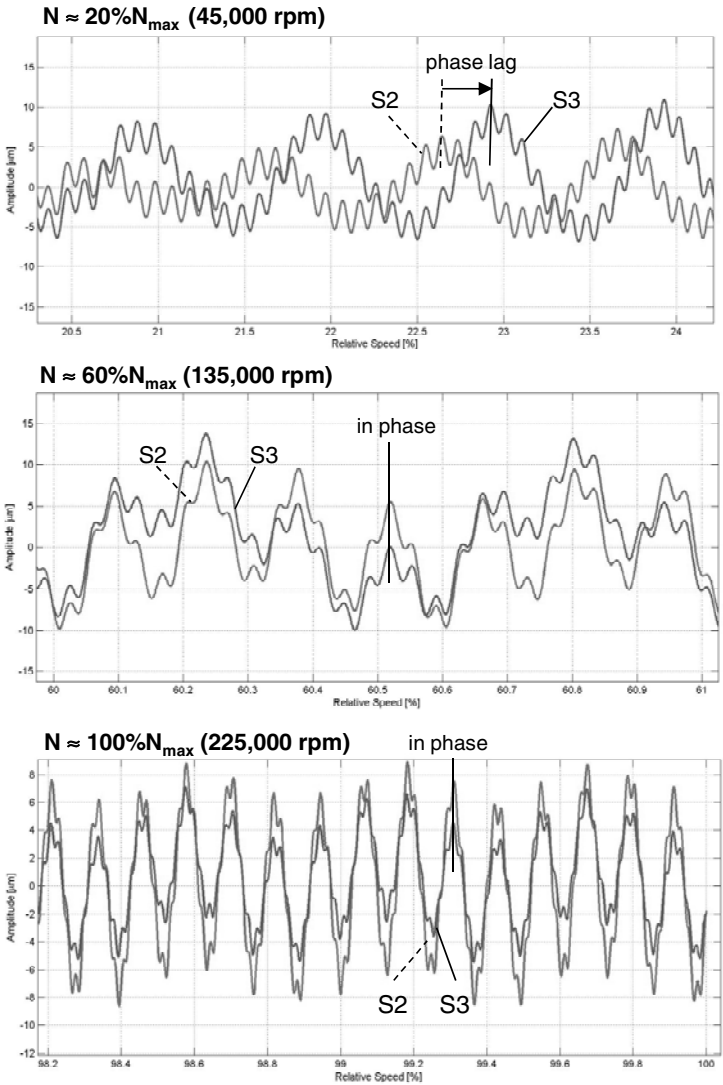 N ≈ 20%Nmax (45,000 rpm)
phase lag
S2
S3
15
10
5
0
-5
-10
-15
Amplitude [µm]
20.5 21 21.5 22 22.5 23 23.5 24
Relative Speed [%]
N ≈ 60%Nmax (135,000 rpm)
in phase
S2
S3
15
10
5
0
-5
-10
-15
Amplitude [µm]
60 60.1 60.2 60.3 60.4 60.5 60.6 60.7 60.8 60.9 61
Relative Speed [%]
N ≈ 100%Nmax (225,000 rpm)
in phase
8
6
4
2
0
-2
-4
-6
-8
-10
-12
Amplitude [µm]
S2
S3
98.2 98.4 98.6 98.8 99 99.2 99.4 99.6 99.8 100
Relative Speed [%]